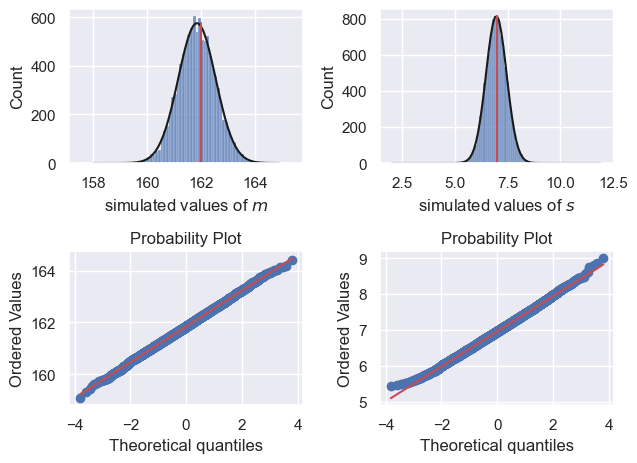 600
400
200
0
Count
158 160 162 164
simulated values of m
800
600
400
200
0
Count
2.5 5.0 7.5 10.0 12.5
simulated values of s
Probability Plot
164
162
160
Ordered Values
−4 −2 0 2 4
Theoretical quantiles
Probability Plot
9
8
7
6
5
Ordered Values
−4 −2 0 2 4
Theoretical quantiles